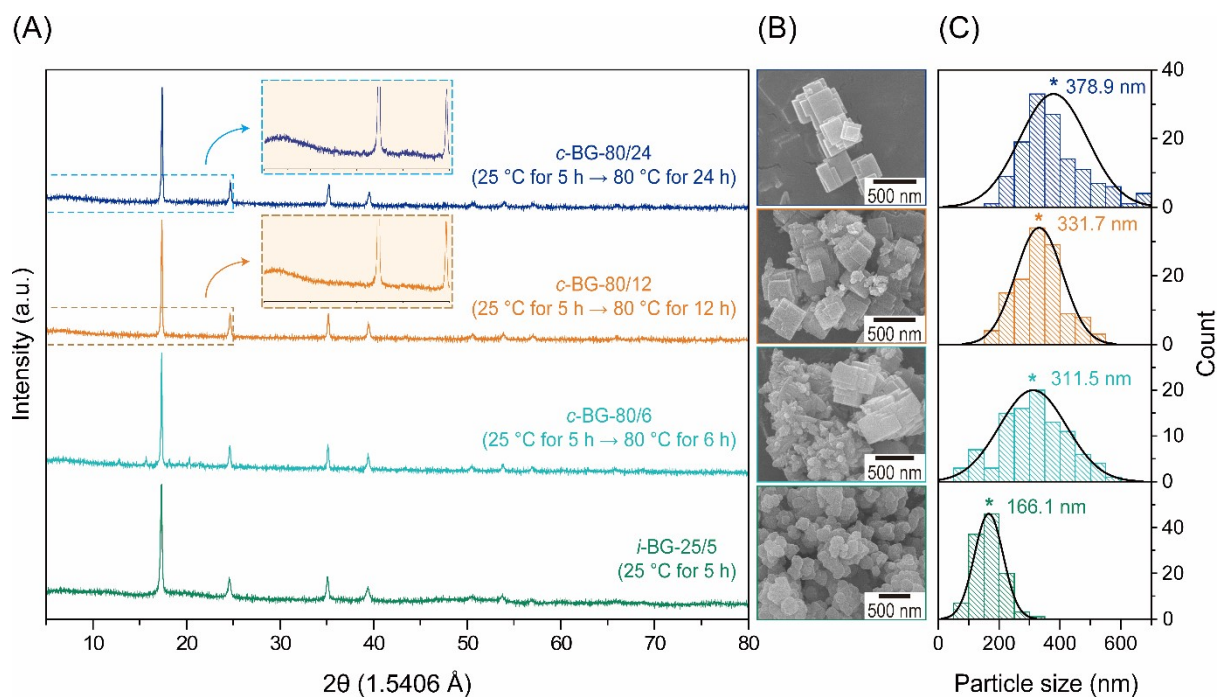 (A)
(B)
(C)
Intensity (a.u.)
c-BG-80/24
(25 °C for 5 h → 80 °C for 24 h)
c-BG-80/12
(25 °C for 5 h → 80 °C for 12 h)
c-BG-80/6
(25 °C for 5 h → 80 °C for 6 h)
i-BG-25/5
(25 °C for 5 h)
10
20
30
40
50
60
70
80
2θ (1.5406 Å)
500 nm
500 nm
500 nm
500 nm
* 378.9 nm
* 331.7 nm
* 311.5 nm
* 166.1 nm
40
20
0
20
0
20
10
0
40
20
0
Count
0
200
400
600
Particle size (nm)